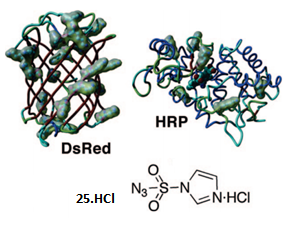 DsRed
HRP
25.HCl
O
N3 S N N·HCl
O